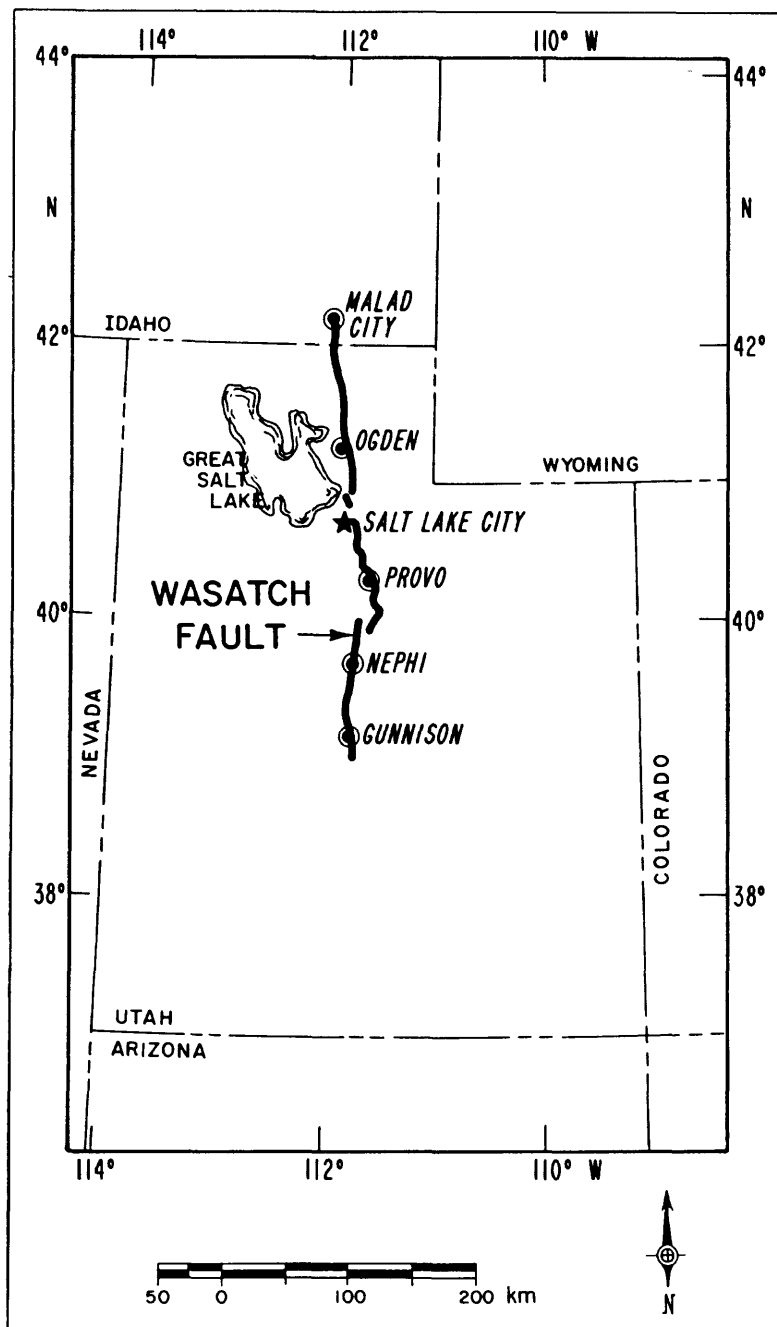 114° 112° 110° W
44° 44°
N N
MALAD
CITY
IDAHO
42° 42°
OGDEN
GREAT
SALT
LAKE
WYOMING
SALT LAKE CITY
PROVO
WASATCH
FAULT
40° 40°
NEPHI
GUNNISON
NEVADA
COLORADO
38° 38°
UTAH
ARIZONA
114° 112° 110° W
50 0 100 200 km
N